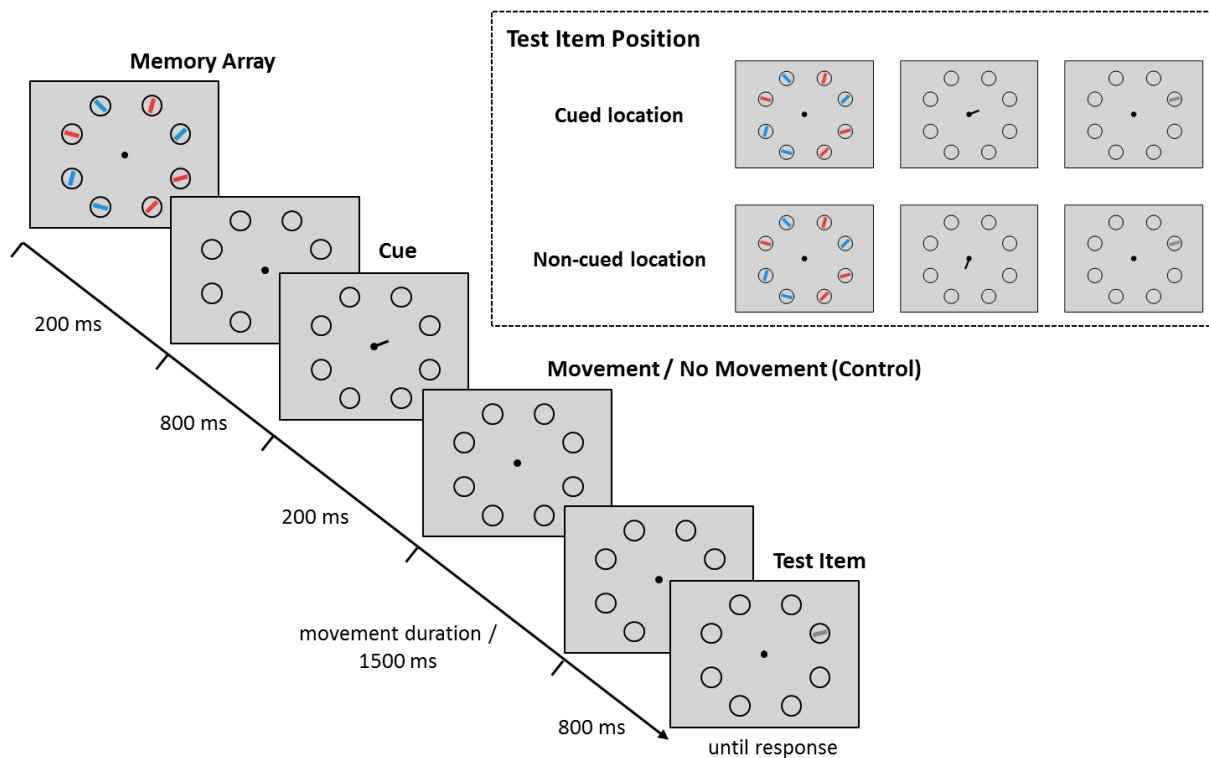 Memory Array
Cue
Movement / No Movement (Control)
Test Item
200 ms
800 ms
200 ms
movement duration /
1500 ms
800 ms
until response
Test Item Position
Cued location
Non-cued location